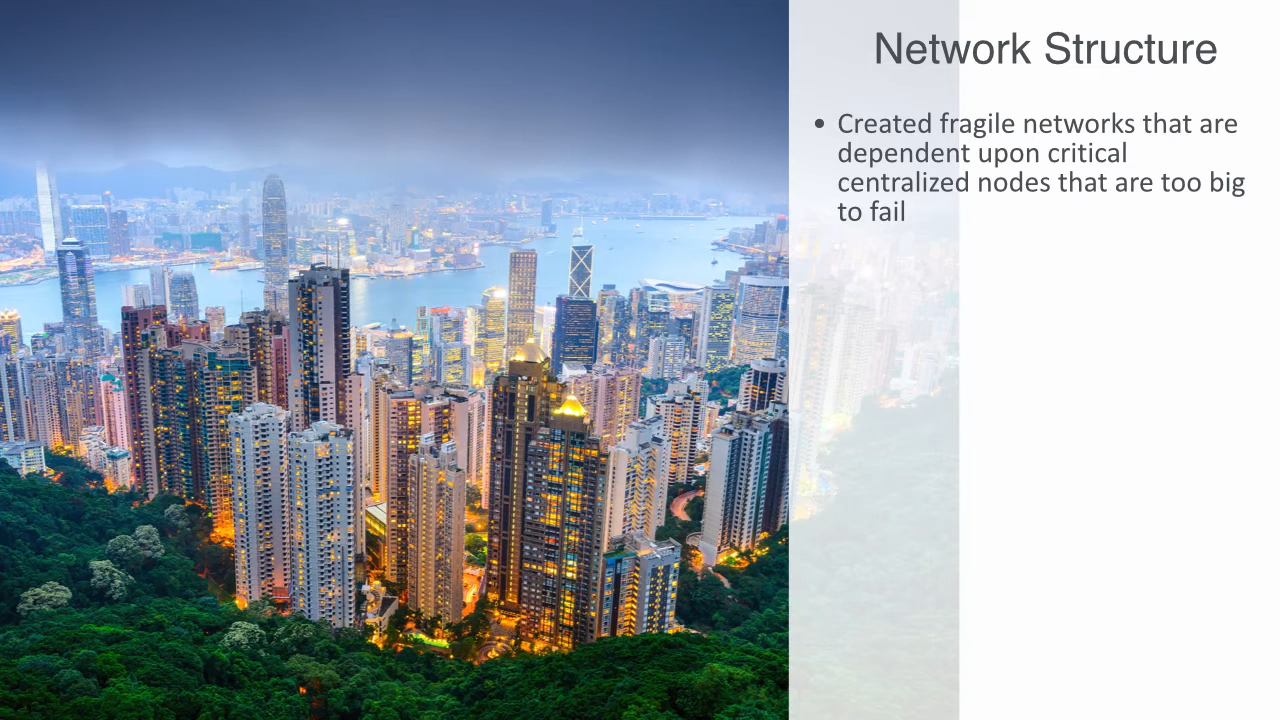 Network Structure
• Created fragile networks that are
dependent upon critical
centralized nodes that are too big
to fail